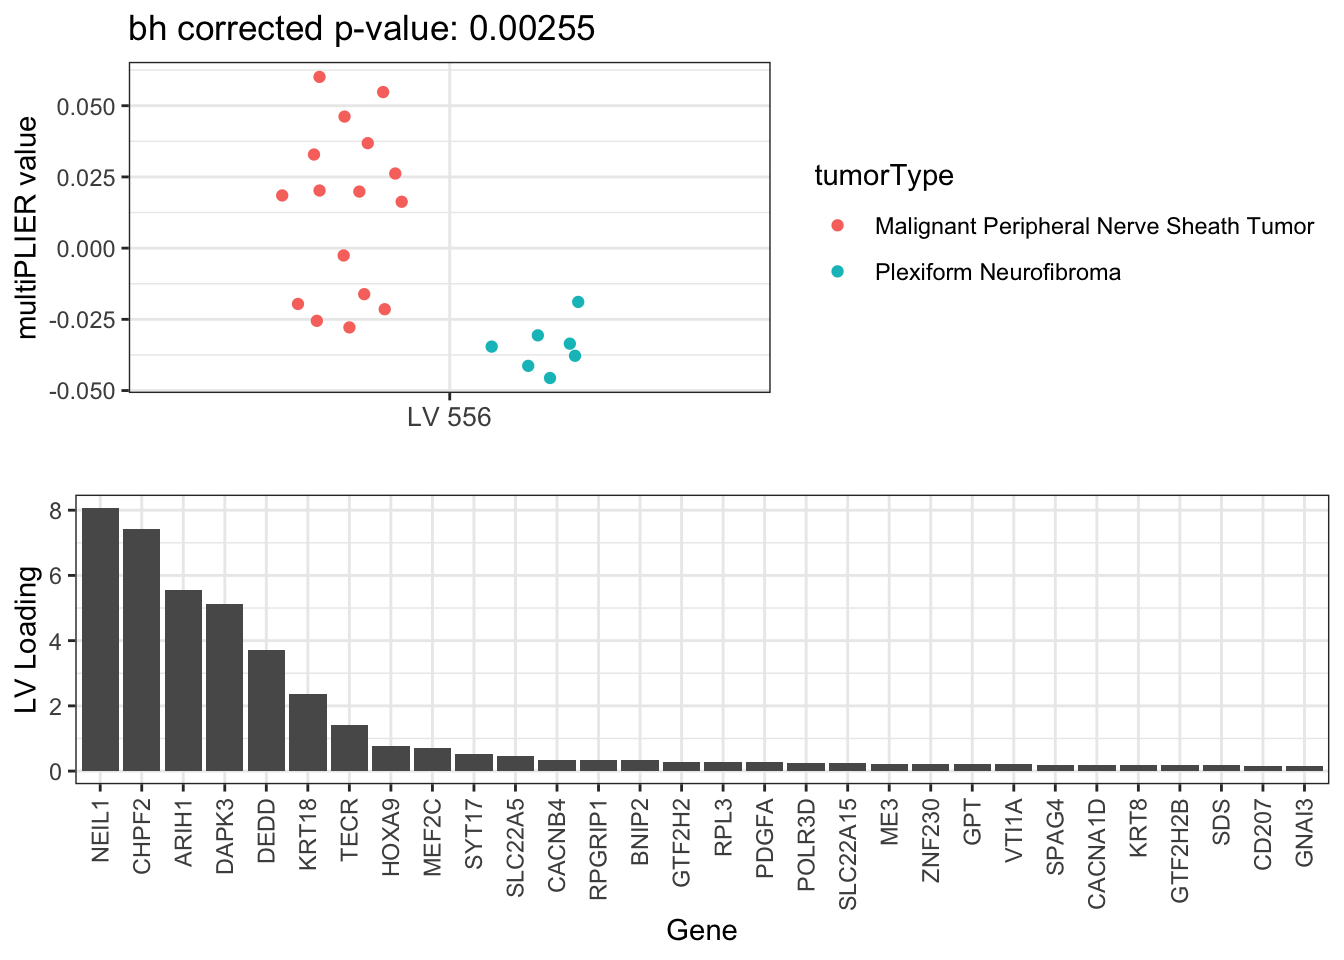 bh corrected p-value: 0.00255
multiPLIER value
0.050
0.025
0.000
-0.025
-0.050
LV 556
tumorType
Malignant Peripheral Nerve Sheath Tumor
Plexiform Neurofibroma
LV Loading
8
6
4
2
0
NEIL1
CHPF2
ARIH1
DAPK3
DEDD
KRT18
TECR
HOXA9
MEF2C
SYT17
SLC22A5
CACNB4
RPGRIP1
BNIP2
GTF2H2
RPL3
PDGFA
POLR3D
SLC22A15
ME3
ZNF230
GPT
VTI1A
SPAG4
CACNA1D
KRT8
GTF2H2B
SDS
CD207
GNAI3
Gene